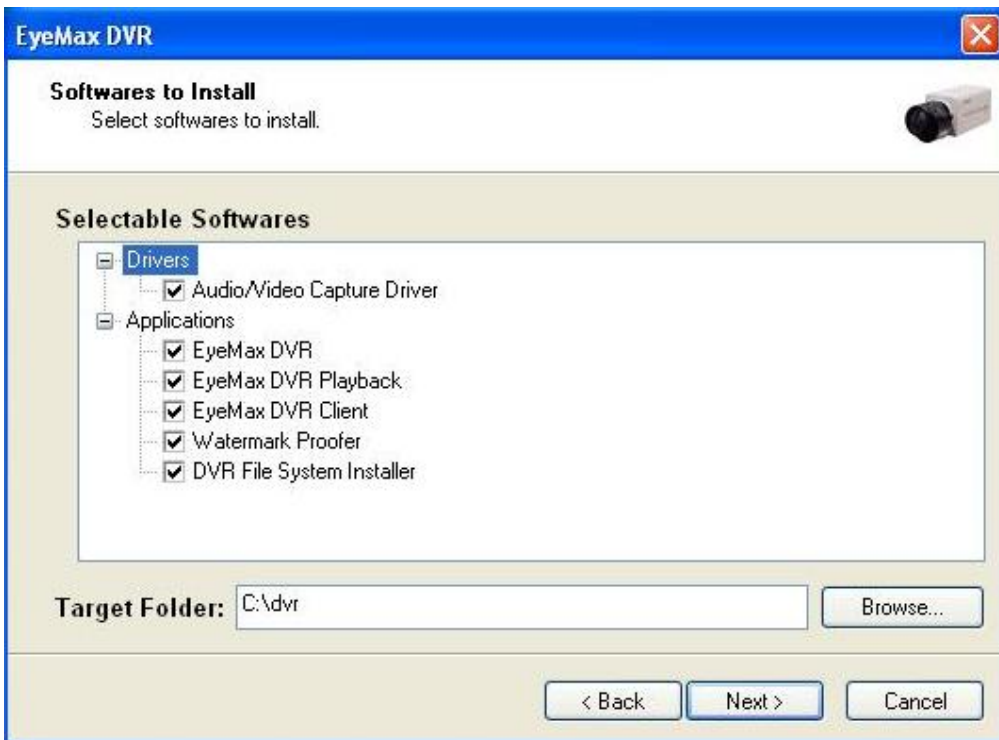 EyeMax DVR
Softwares to Install
Select softwares to install.
Selectable Softwares
Drivers
Audio/Video Capture Driver
Applications
EyeMax DVR
EyeMax DVR Playback
EyeMax DVR Client
Watermark Proofer
DVR File System Installer
Target Folder: C:\dvr Browse...
< Back Next > Cancel